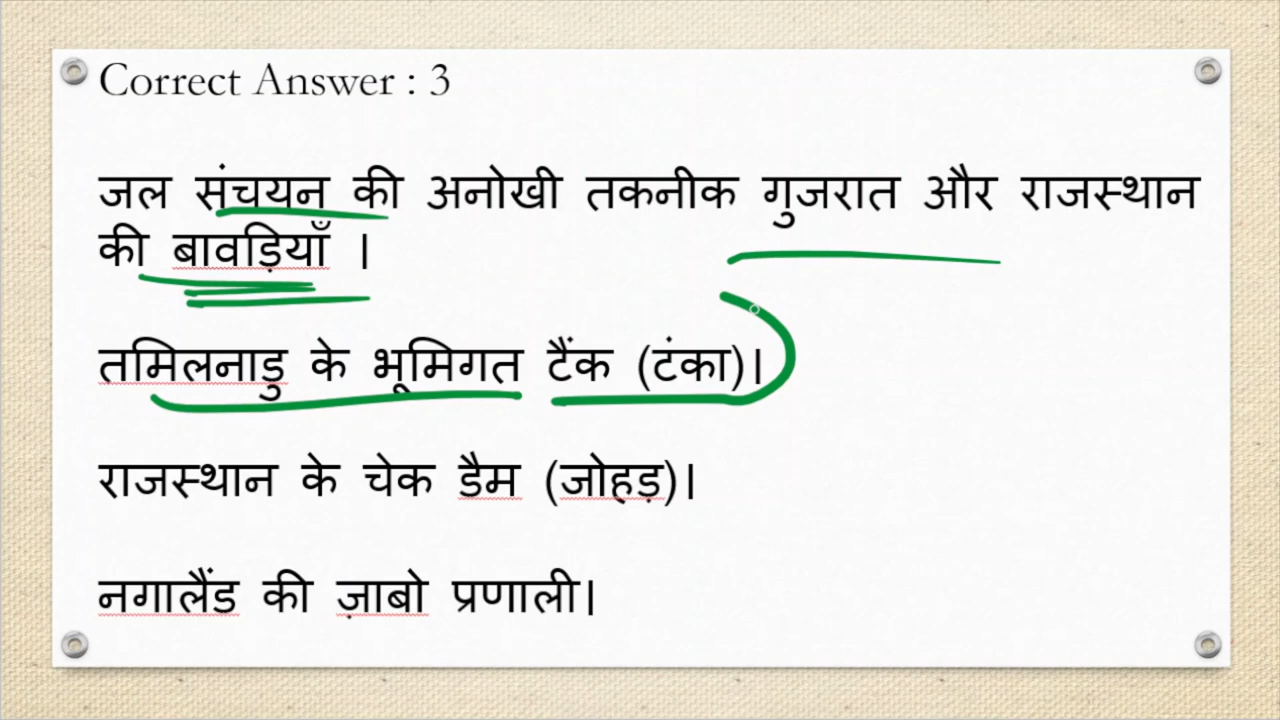 Correct Answer : 3
जल संचयन की अनोखी तकनीक गुजरात और राजस्थान
की बावड़ियाँ ।
तमिलनाडु के भूमिगत टैंक (टंका)।
राजस्थान के चेक डैम (जोहड़)।
नगालैंड की ज़ाबो प्रणाली।